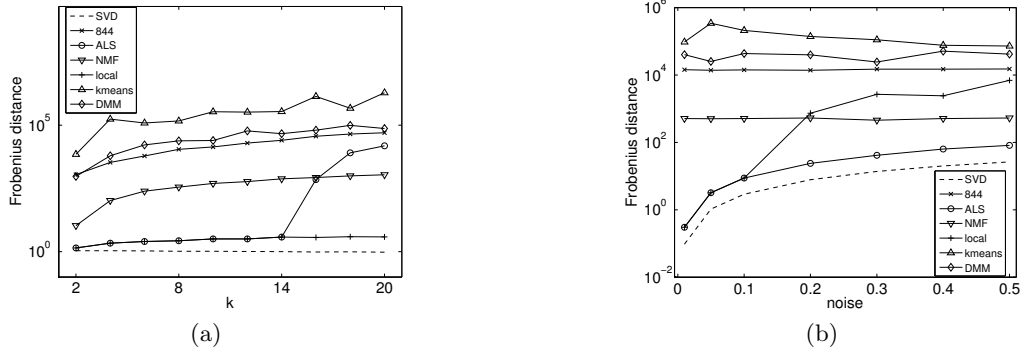 SVD
844
ALS
NMF
local
kmeans
DMM
Frobenius distance
10^5
10^0
2
8
14
20
k
(a)
10^6
10^4
10^2
10^0
10^−2
Frobenius distance
SVD
844
ALS
NMF
local
kmeans
DMM
0
0.1
0.2
0.3
0.4
0.5
noise
(b)